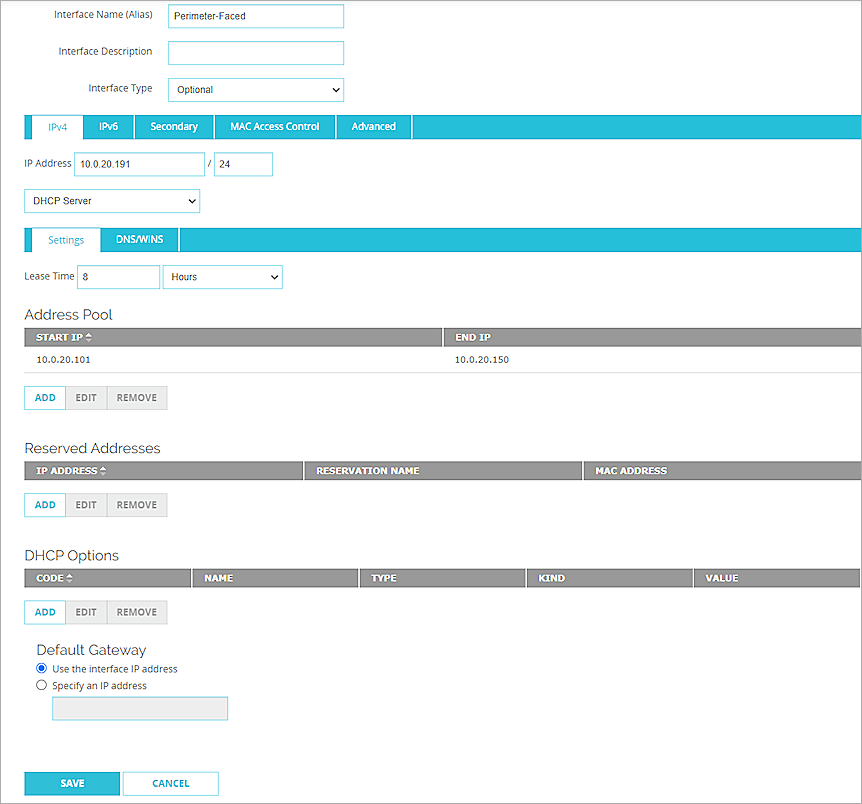 Interface Name (Alias) Perimeter-Faced
Interface Description
Interface Type Optional
IPv4 IPv6 Secondary MAC Access Control Advanced
IP Address 10.0.20.191 / 24
DHCP Server
Settings DNS/WINS
Lease Time 8 Hours
Address Pool
START IP END IP
10.0.20.101 10.0.20.150
ADD EDIT REMOVE
Reserved Addresses
IP ADDRESS RESERVATION NAME MAC ADDRESS
ADD EDIT REMOVE
DHCP Options
CODE NAME TYPE KIND VALUE
ADD EDIT REMOVE
Default Gateway
Use the interface IP address
Specify an IP address
SAVE CANCEL